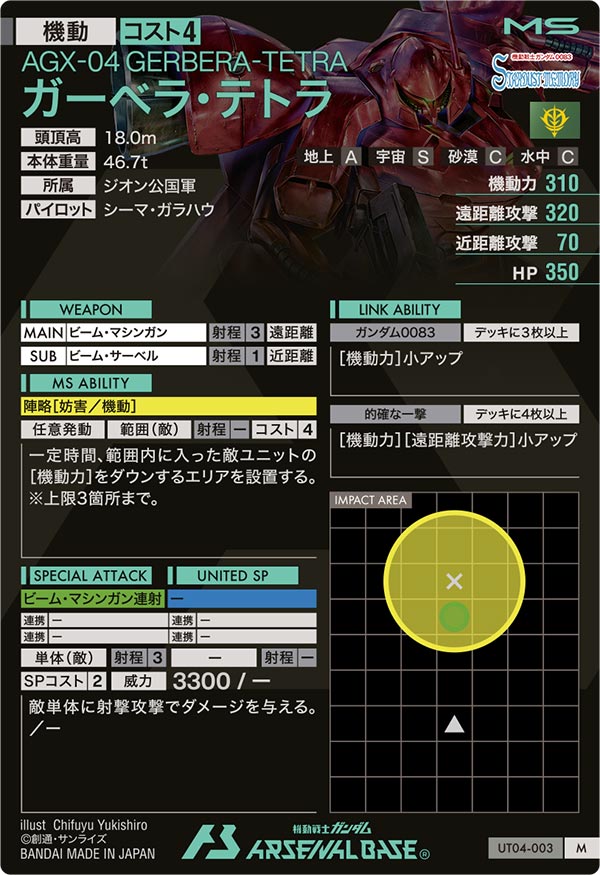 機動 コスト4 MS
AGX-04 GERBERA-TETRA
機動戦士ガンダム0083
STARDUST MEMORY
ガーベラ・テトラ
頭頂高 18.0m
本体重量 46.7t
所属 ジオン公国軍
パイロット シーマ・ガラハウ
地上 A 宇宙 S 砂漠 C 水中 C
機動力 310
遠距離攻撃 320
近距離攻撃 70
HP 350
WEAPON
MAIN ビーム・マシンガン 射程 3 遠距離
SUB ビーム・サーベル 射程 1 近距離
MS ABILITY
陣略[妨害/機動]
任意発動 範囲(敵) 射程 ー コスト 4
一定時間、範囲内に入った敵ユニットの
[機動力]をダウンするエリアを設置する。
※上限3箇所まで。
LINK ABILITY
ガンダム0083 デッキに3枚以上
[機動力]小アップ
的確な一撃 デッキに4枚以上
[機動力][遠距離攻撃力]小アップ
IMPACT AREA
SPECIAL ATTACK UNITED SP
ビーム・マシンガン連射 ー
連携 ー 連携 ー
連携 ー 連携 ー
単体(敵) 射程 3 ー 射程 ー
SPコスト 2 威力 3300 / ー
敵単体に射撃攻撃でダメージを与える。
/ー
illust Chifuyu Yukishiro
©創通・サンライズ
BANDAI MADE IN JAPAN
機動戦士ガンダム
AB ARSENAL BASE®
UT04-003 M